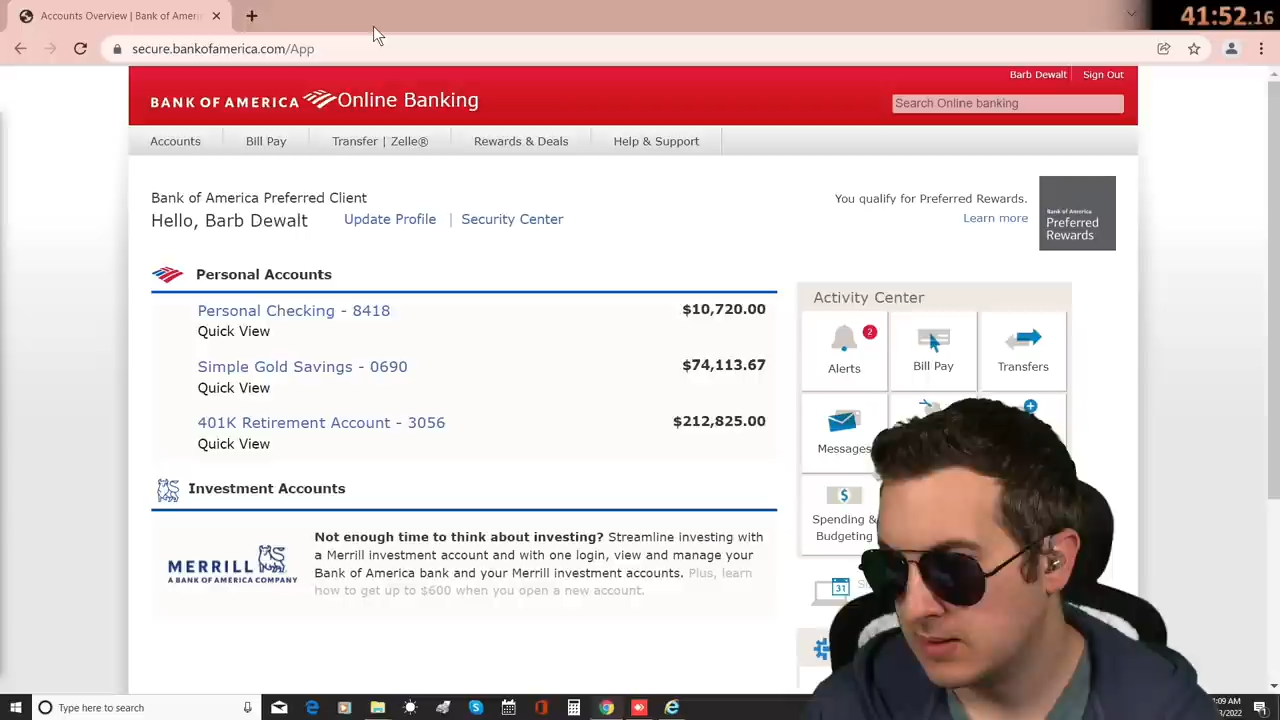 Accounts Overview | Bank of Amer
41:52.16
secure.bankofamerica.com/App
Barb Dewalt | Sign Out
BANK OF AMERICA Online Banking
Search Online banking
Accounts Bill Pay Transfer | Zelle® Rewards & Deals Help & Support
Bank of America Preferred Client
Hello, Barb Dewalt Update Profile | Security Center
You qualify for Preferred Rewards.
Learn more
Bank of America
Preferred
Rewards
Personal Accounts
Personal Checking - 8418 $10,720.00
Quick View
Simple Gold Savings - 0690 $74,113.67
Quick View
401K Retirement Account - 3056 $212,825.00
Quick View
Activity Center
2
Alerts Bill Pay Transfers
Messages
$
Spending &
Budgeting
31
Investment Accounts
MERRILL
A BANK OF AMERICA COMPANY
Not enough time to think about investing? Streamline investing with
a Merrill investment account and with one login, view and manage your
Bank of America bank and your Merrill investment accounts. Plus, learn
how to get up to $600 when you open a new account.
Type here to search
:09 AM
/2022